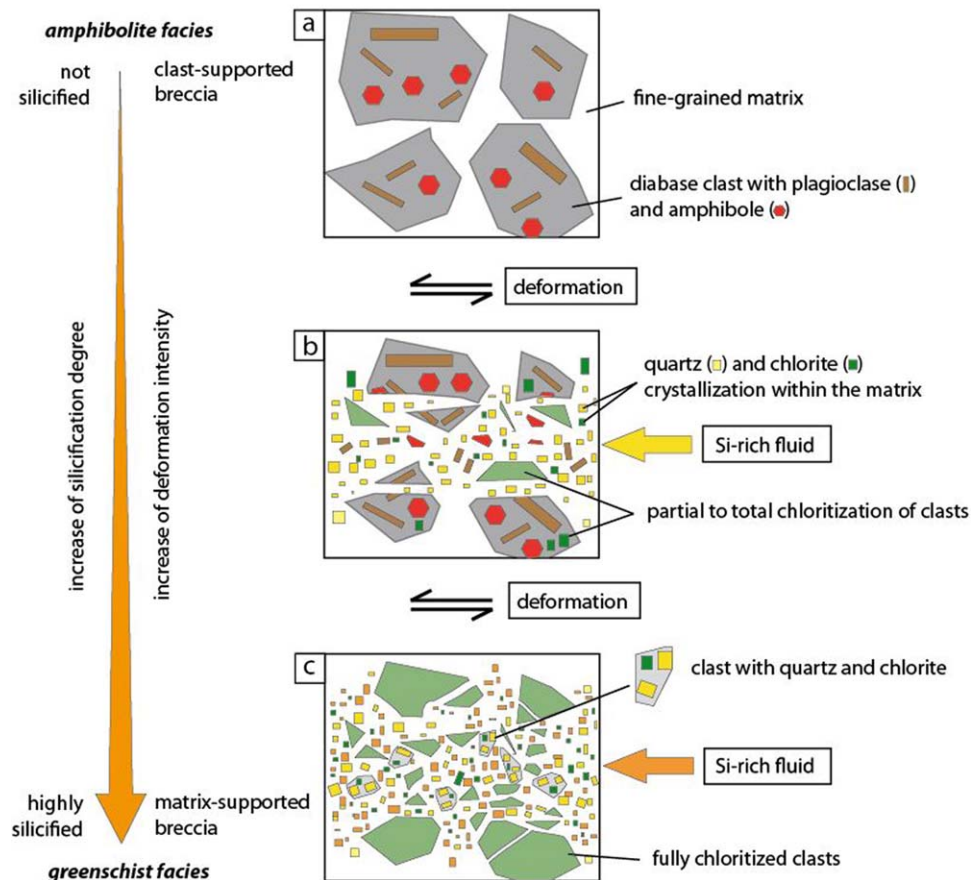 amphibolite facies
not
silicified
clast-supported
breccia
increase of silicification degree
increase of deformation intensity
highly
silicified
matrix-supported
breccia
greenschist facies
a
fine-grained matrix
diabase clast with plagioclase ( )
and amphibole ( )
deformation
b
quartz ( ) and chlorite ( )
crystallization within the matrix
Si-rich fluid
partial to total chloritization of clasts
deformation
c
clast with quartz and chlorite
Si-rich fluid
fully chloritized clasts